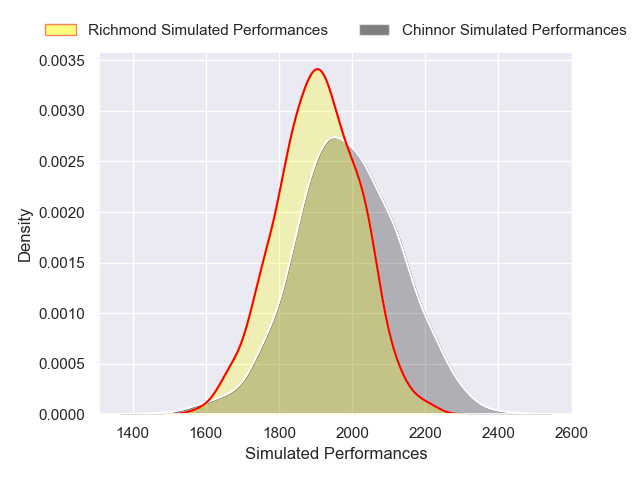 Richmond Simulated Performances
Chinnor Simulated Performances
0.0035
0.0030
0.0025
0.0020
0.0015
0.0010
0.0005
0.0000
Density
1400 1600 1800 2000 2200 2400 2600
Simulated Performances